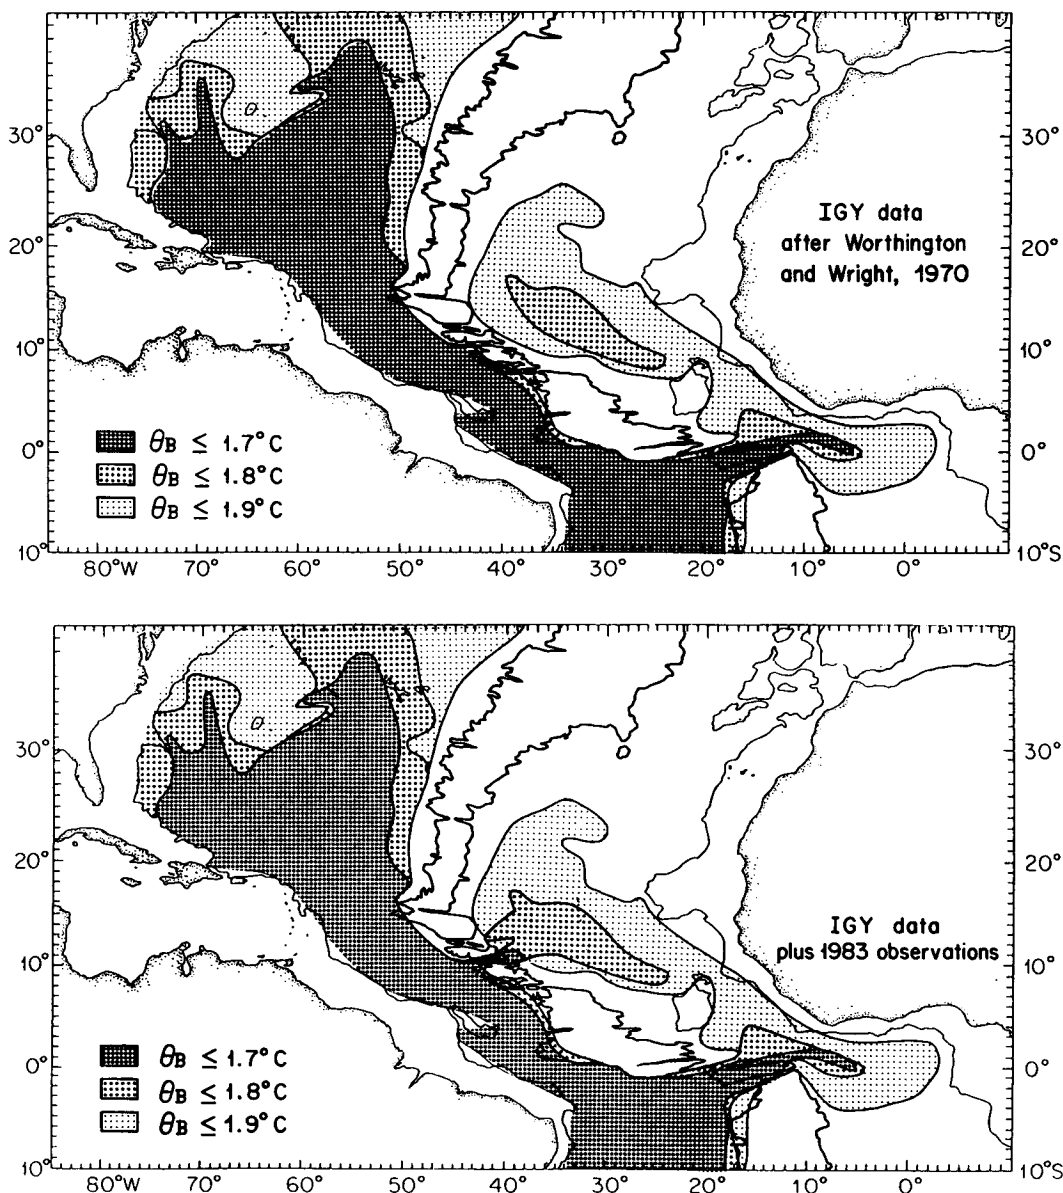 30°
20°
10°
0°
10°
30°
20°
10°
0°
10°S
80°W 70° 60° 50° 40° 30° 20° 10° 0°
IGY data
after Worthington
and Wright, 1970
θB ≤ 1.7°C
θB ≤ 1.8°C
θB ≤ 1.9°C
30°
20°
10°
0°
10°
30°
20°
10°
0°
10°S
80°W 70° 60° 50° 40° 30° 20° 10° 0°
IGY data
plus 1983 observations
θB ≤ 1.7°C
θB ≤ 1.8°C
θB ≤ 1.9°C